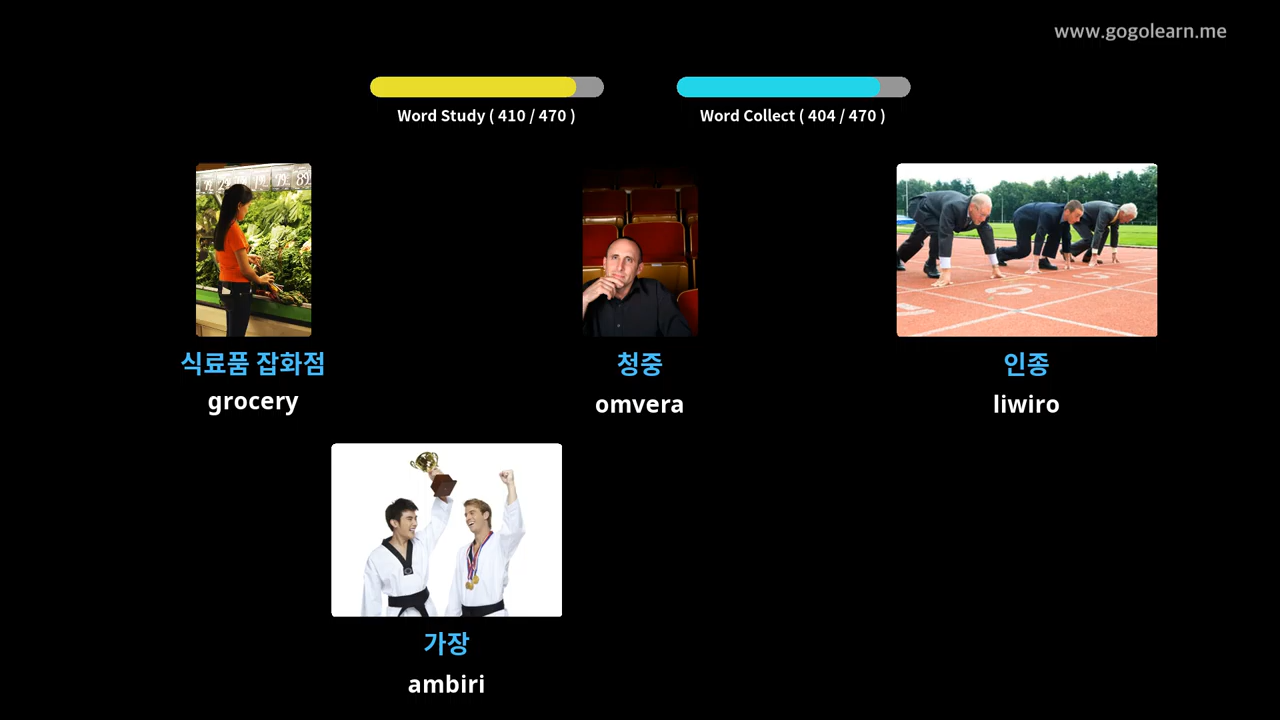 www.gogolearn.me
Word Study ( 410 / 470 )
Word Collect ( 404 / 470 )
식료품 잡화점
grocery
청중
omvera
인종
liwiro
가장
ambiri